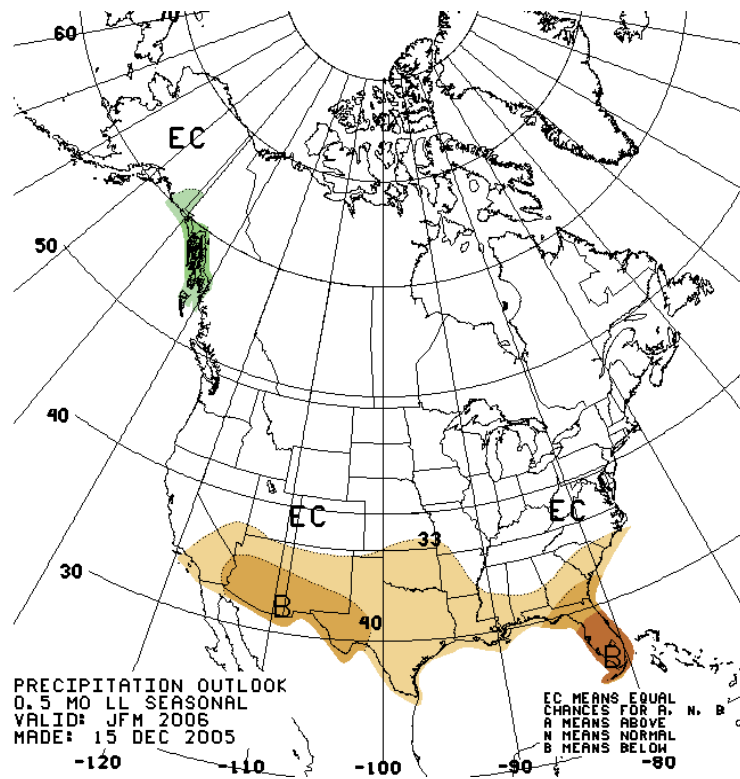 70
60
EC
50
40
EC
EC
33
30
B
40
B
PRECIPITATION OUTLOOK
0.5 MO LL SEASONAL
VALID: JFM 2006
MADE: 15 DEC 2005
EC MEANS EQUAL
CHANCES FOR A, N, B
A MEANS ABOVE
N MEANS NORMAL
B MEANS BELOW
-120
-110
-100
-90
-80